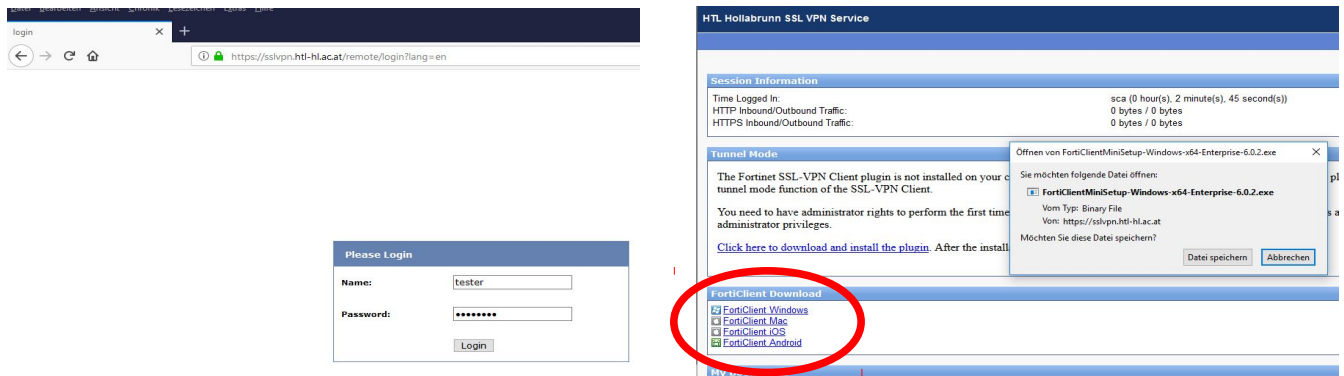 Datei Bearbeiten Ansicht Chronik Lesezeichen Extras Hilfe
login
https://sslvpn.htl-hl.ac.at/remote/login?lang=en
Please Login
Name:
tester
Password:
••••••••
Login
HTL Hollabrunn SSL VPN Service
Session Information
Time Logged In: sca (0 hour(s), 2 minute(s), 45 second(s))
HTTP Inbound/Outbound Traffic: 0 bytes / 0 bytes
HTTPS Inbound/Outbound Traffic: 0 bytes / 0 bytes
Tunnel Mode
The Fortinet SSL-VPN Client plugin is not installed on your
tunnel mode function of the SSL-VPN Client.
You need to have administrator rights to perform the first time
administrator privileges.
Click here to download and install the plugin. After the install
Öffnen von FortiClientMiniSetup-Windows-x64-Enterprise-6.0.2.exe
Sie möchten folgende Datei öffnen:
FortiClientMiniSetup-Windows-x64-Enterprise-6.0.2.exe
Vom Typ: Binary File
Von: https://sslvpn.htl-hl.ac.at
Möchten Sie diese Datei speichern?
Datei speichern
Abbrechen
FortiClient Download
FortiClient Windows
FortiClient Mac
FortiClient iOS
FortiClient Android